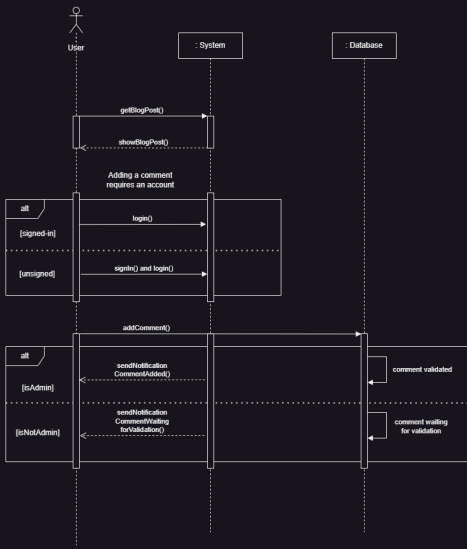 User
: System
: Database
getBlogPost()
showBlogPost()
Adding a comment
requires an account
alt
login()
[signed-in]
[unsigned]
signIn() and login()
addComment()
alt
sendNotification
CommentAdded()
comment validated
[isAdmin]
sendNotification
CommentWaiting
forValidation()
comment waiting
for validation
[isNotAdmin]